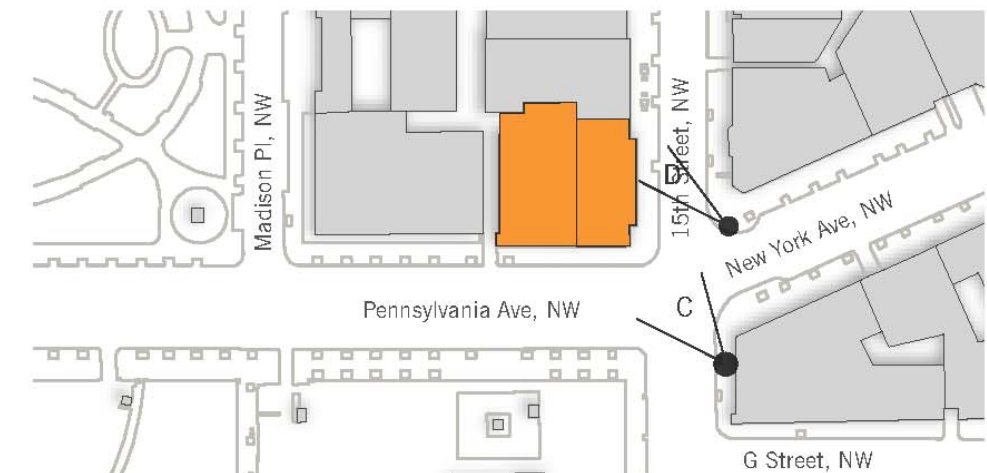 Madison Pl, NW
15th Street, NW
D
New York Ave, NW
Pennsylvania Ave, NW
C
G Street, NW